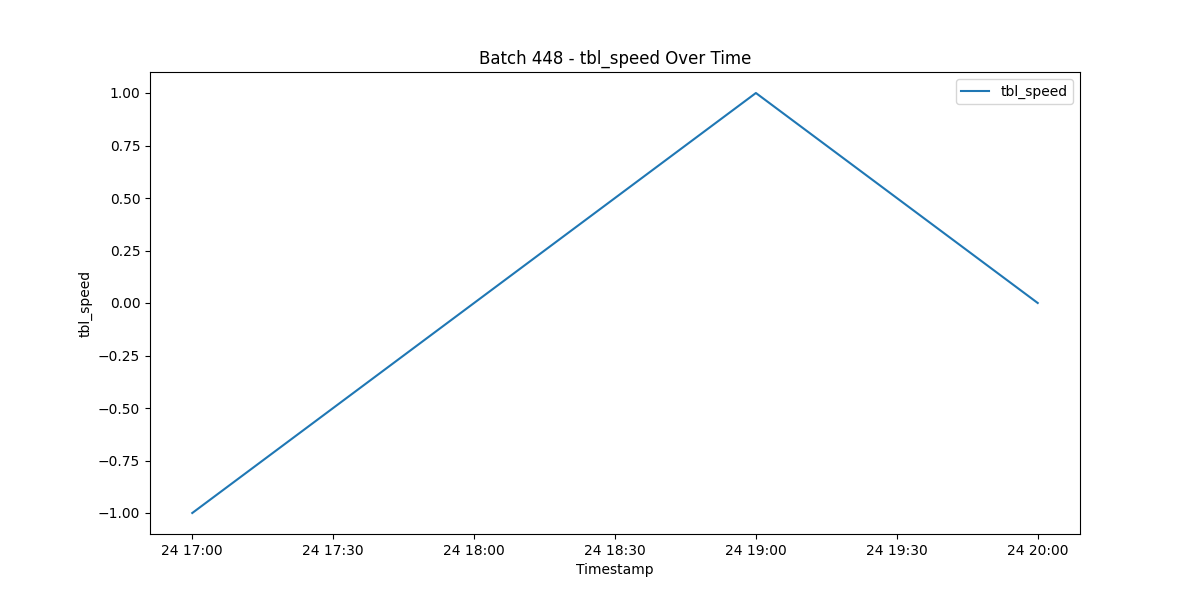 Batch 448 - tbl_speed Over Time
tbl_speed
1.00
0.75
0.50
0.25
0.00
−0.25
−0.50
−0.75
−1.00
tbl_speed
24 17:00 24 17:30 24 18:00 24 18:30 24 19:00 24 19:30 24 20:00
Timestamp